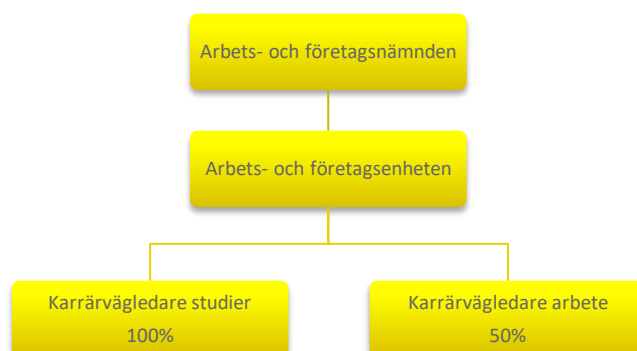 Arbets- och företagsnämnden
Arbets- och företagsenheten
Karrärvägledare studier
100%
Karrärvägledare arbete
50%